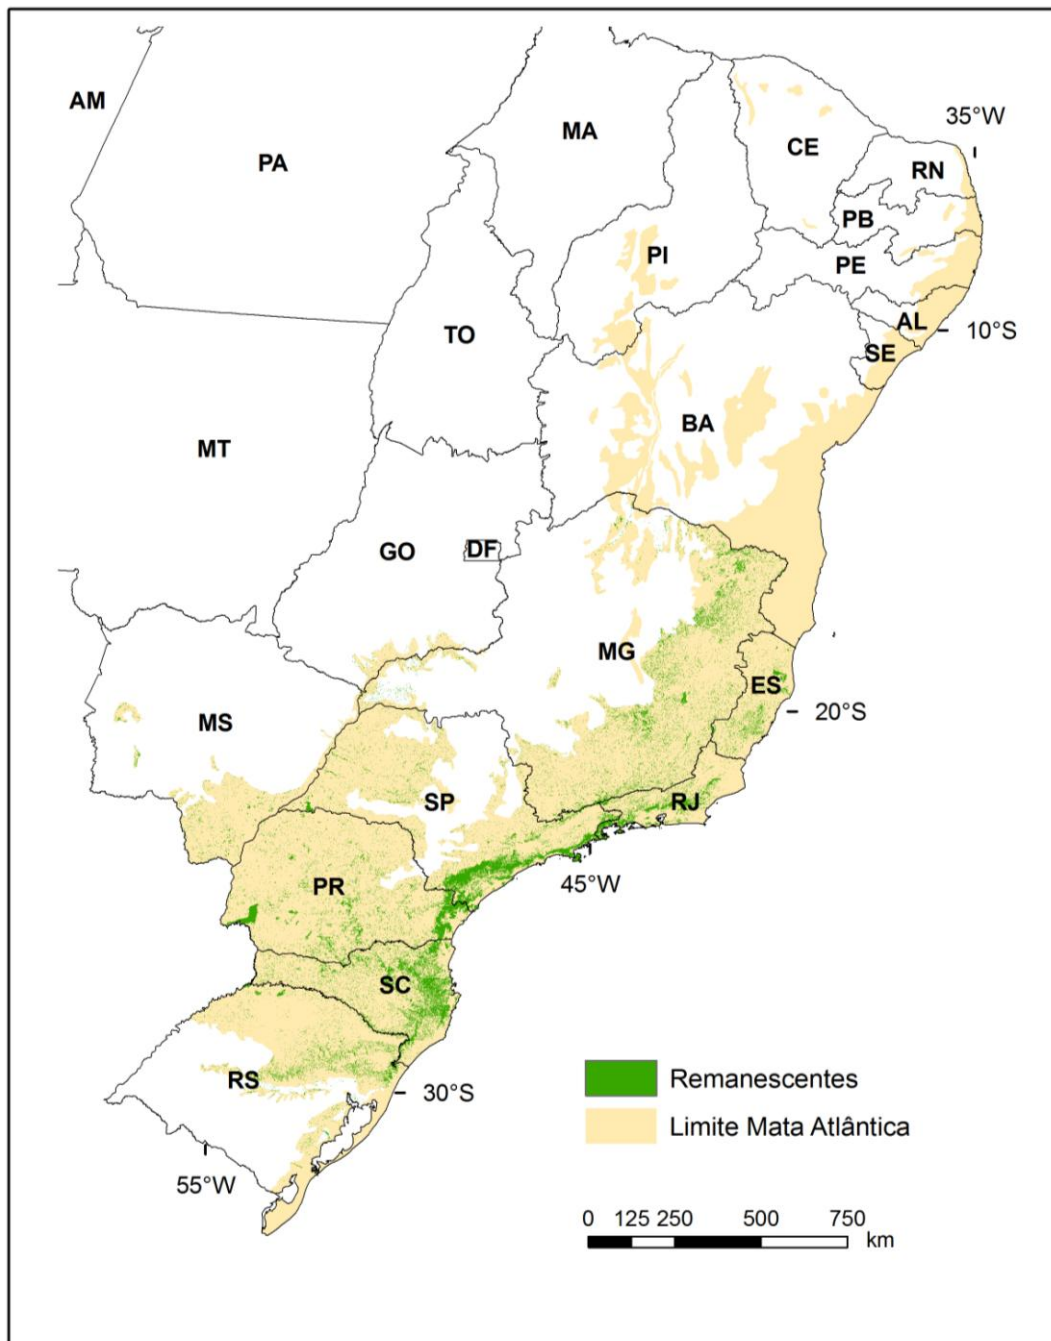 AM
PA
MA
CE
35°W
RN
PB
PI
PE
AL
10°S
TO
SE
BA
MT
GO
DF
MG
ES
MS
20°S
SP
RJ
45°W
PR
SC
RS
30°S
55°W
Remanescentes
Limite Mata Atlântica
0 125 250 500 750
km